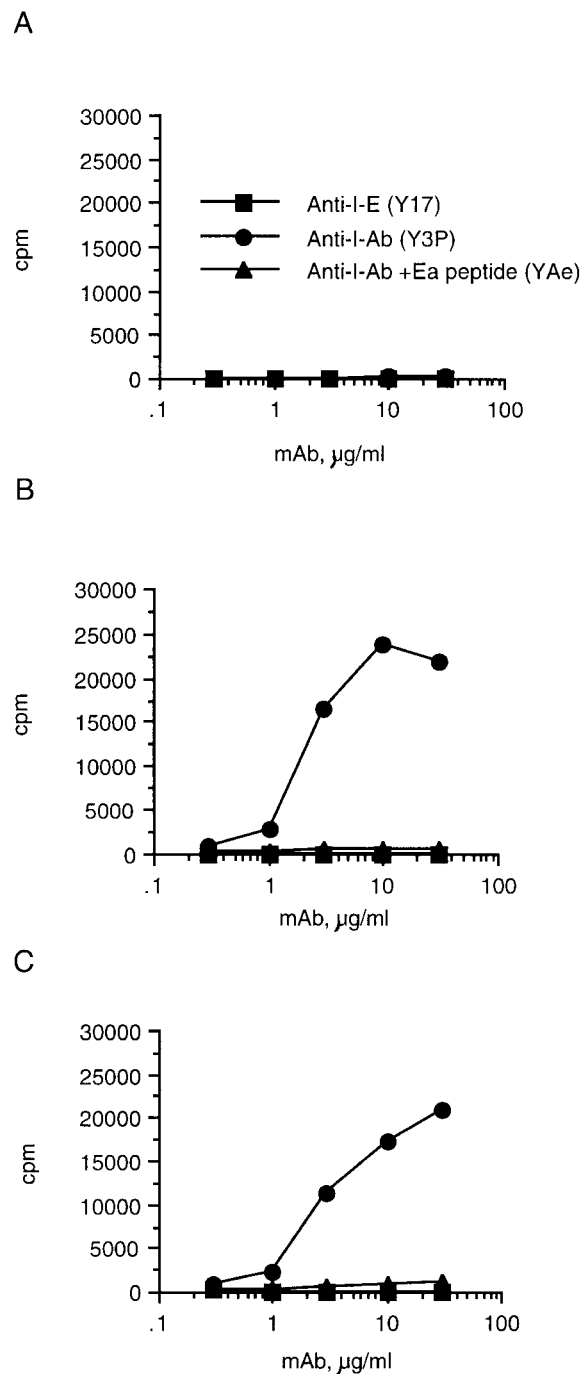 A
30000
25000
20000
15000
10000
5000
0
cpm
Anti-I-E (Y17)
Anti-I-Ab (Y3P)
Anti-I-Ab +Ea peptide (YAe)
.1 1 10 100
mAb, µg/ml
B
30000
25000
20000
15000
10000
5000
0
cpm
.1 1 10 100
mAb, µg/ml
C
30000
25000
20000
15000
10000
5000
0
cpm
.1 1 10 100
mAb, µg/ml